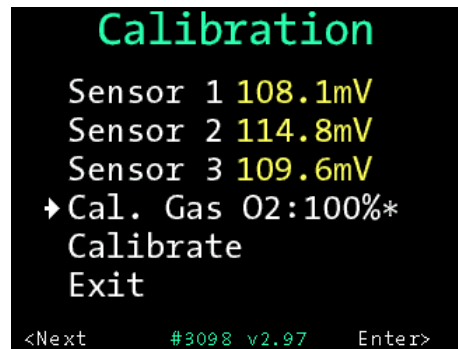 Calibration
Sensor 1 108.1mV
Sensor 2 114.8mV
Sensor 3 109.6mV
Cal. Gas O2:100%*
Calibrate
Exit
<Next #3098 v2.97 Enter>